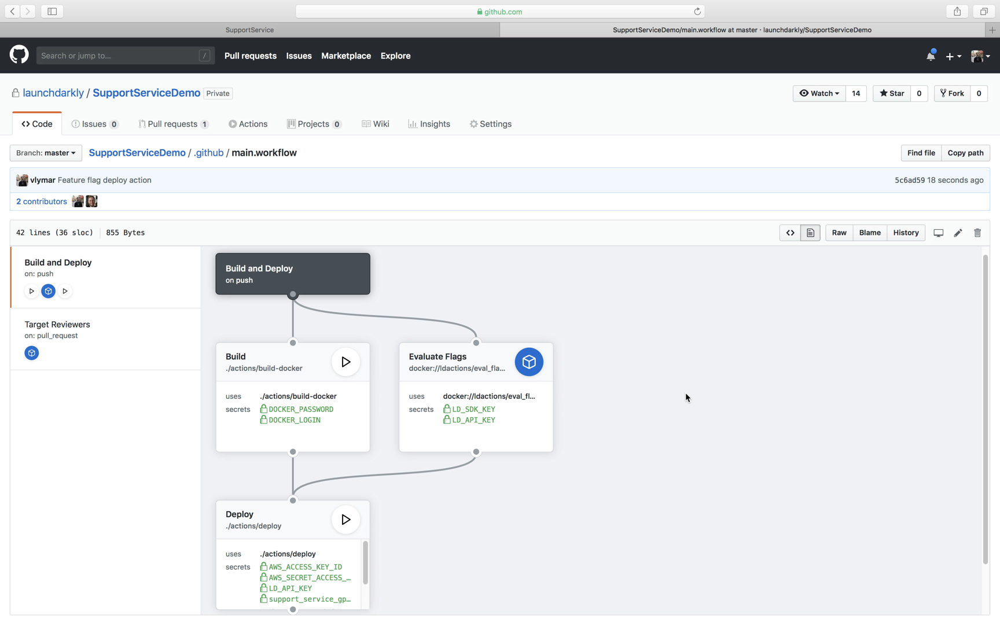 github.com
SupportService
SupportServiceDemo/main.workflow at master · launchdarkly/SupportServiceDemo
Search or jump to... /
Pull requests Issues Marketplace Explore
launchdarkly / SupportServiceDemo Private
Watch 14 Star 0 Fork 0
Code Issues 0 Pull requests 1 Actions Projects 0 Wiki Insights Settings
Branch: master SupportServiceDemo / .github / main.workflow Find file Copy path
vlymar Feature flag deploy action 5c6ad59 18 seconds ago
2 contributors
42 lines (36 sloc) 855 Bytes Raw Blame History
Build and Deploy
on: push
Target Reviewers
on: pull_request
Build and Deploy
on push
Build
./actions/build-docker
uses ./actions/build-docker
secrets DOCKER_PASSWORD
DOCKER_LOGIN
Evaluate Flags
docker://ldactions/eval_fla...
uses docker://ldactions/eval_fl...
secrets LD_SDK_KEY
LD_API_KEY
Deploy
./actions/deploy
uses ./actions/deploy
secrets AWS_ACCESS_KEY_ID
AWS_SECRET_ACCESS_...
LD_API_KEY
support_service_gp...